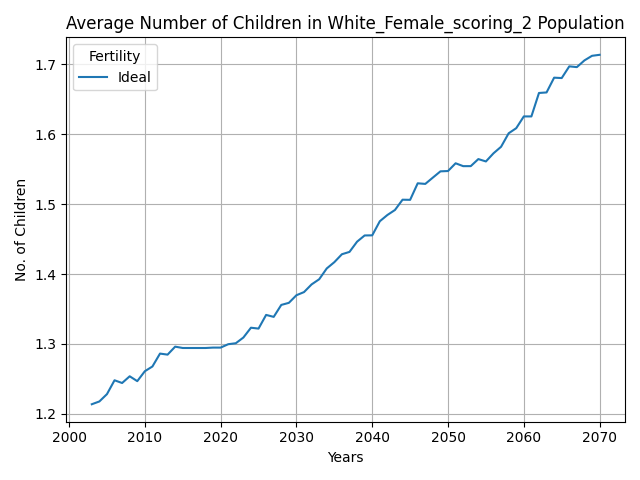 Average Number of Children in White_Female_scoring_2 Population
Fertility
Ideal
No. of Children
1.7
1.6
1.5
1.4
1.3
1.2
2000 2010 2020 2030 2040 2050 2060 2070
Years